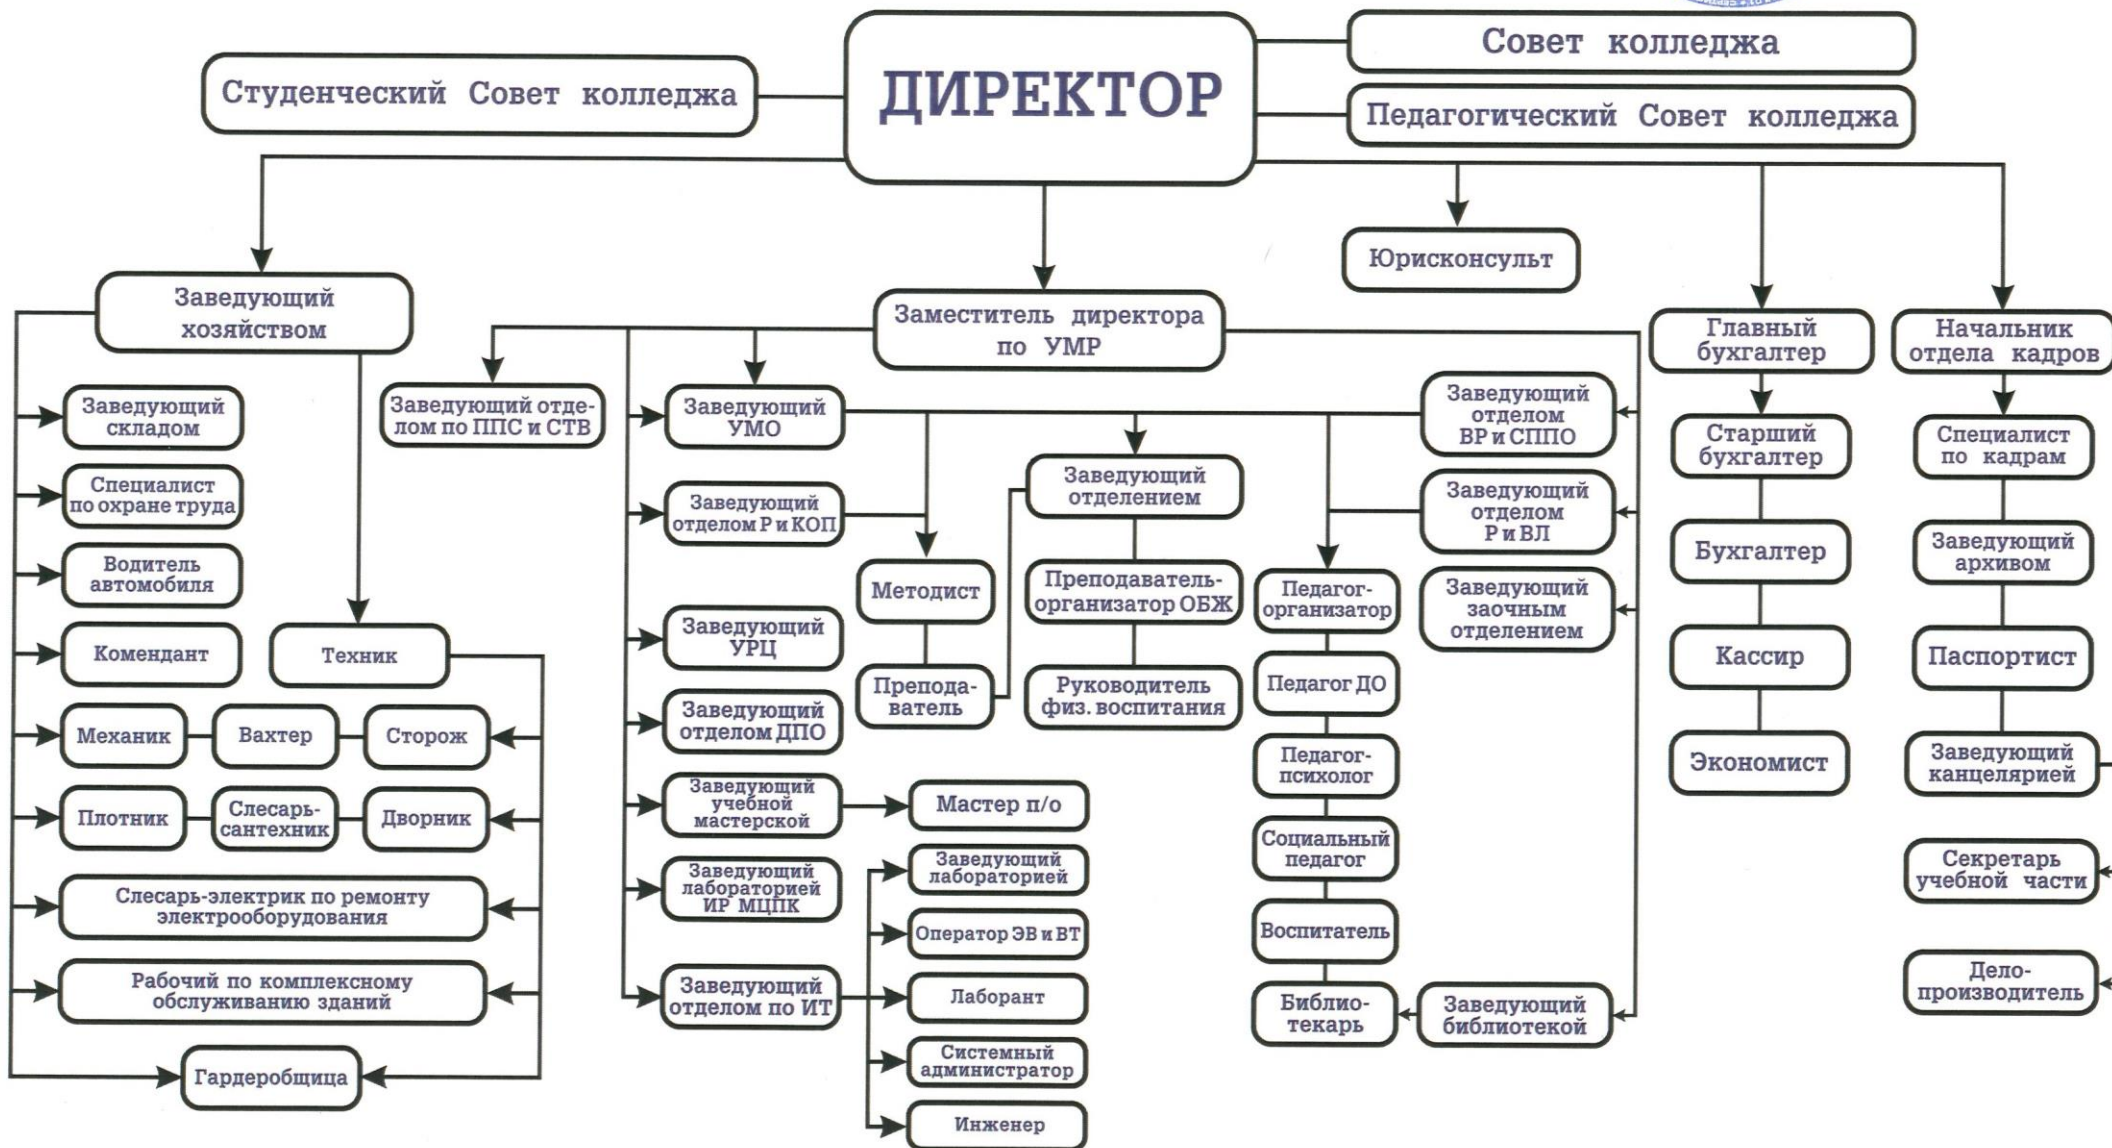 Совет колледжа
Студенческий Совет колледжа
ДИРЕКТОР
Педагогический Совет колледжа
Юрисконсульт
Заведующий
хозяйством
Заместитель директора
по УМР
Главный
бухгалтер
Начальник
отдела кадров
Заведующий
складом
Специалист
по охране труда
Водитель
автомобиля
Комендант
Техник
Механик
Вахтер
Сторож
Плотник
Слесарь-
сантехник
Дворник
Слесарь-электрик по ремонту
электрооборудования
Рабочий по комплексному
обслуживанию зданий
Гардеробщица
Заведующий отде-
лом по ППС и СТВ
Заведующий
УМО
Заведующий
отделом Р и КОП
Заведующий
УРЦ
Заведующий
отделом ДПО
Заведующий
учебной
мастерской
Заведующий
лабораторией
ИР МЦПК
Заведующий
отделом по ИТ
Методист
Препода-
ватель
Заведующий
отделением
Преподаватель-
организатор ОБЖ
Руководитель
физ. воспитания
Мастер п/о
Заведующий
лабораторией
Оператор ЭВ и ВТ
Лаборант
Системный
администратор
Инженер
Педагог-
организатор
Педагог ДО
Педагог-
психолог
Социальный
педагог
Воспитатель
Библио-
текарь
Заведующий
отделом
ВР и СППО
Заведующий
отделом
Р и ВЛ
Заведующий
заочным
отделением
Заведующий
библиотекой
Старший
бухгалтер
Бухгалтер
Кассир
Экономист
Специалист
по кадрам
Заведующий
архивом
Паспортист
Заведующий
канцелярией
Секретарь
учебной части
Дело-
производитель